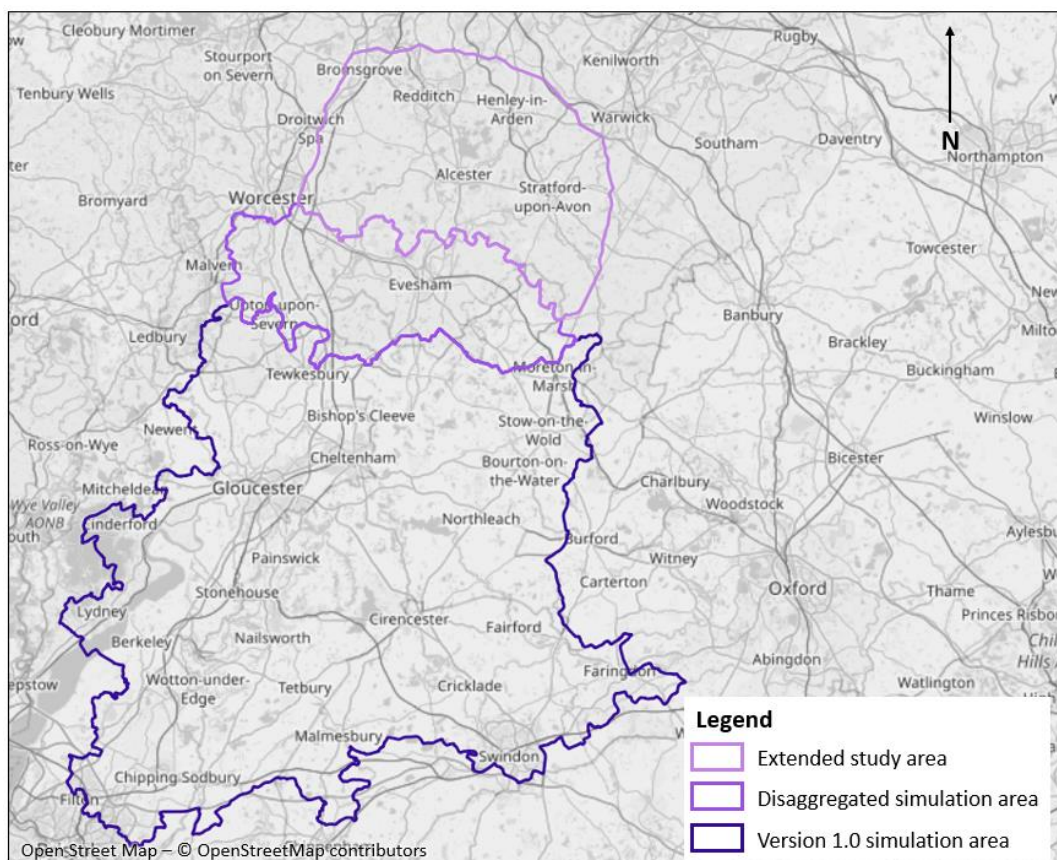 Cleobury Mortimer
Stourport
on Severn
Bromsgrove
Kenilworth
Rugby
Tenbury Wells
Redditch
Henley-in-
Arden
Droitwich
Spa
Warwick
Southam
Daventry
N
Northampton
Alcester
Bromyard
Worcester
Stratford-
upon-Avon
Towcester
Malvern
Evesham
Upton-upon-
Severn
Banbury
Ledbury
Brackley
Tewkesbury
Moreton-in-
Marsh
Buckingham
Bishop's Cleeve
Stow-on-the-
Wold
Winslow
Ross-on-Wye
Cheltenham
Bourton-on-
the-Water
Bicester
Mitcheldean
Gloucester
Charlbury
Woodstock
Wye Valley
AONB
Cinderford
Northleach
Burford
Painswick
Witney
Carterton
Stonehouse
Oxford
Thame
Lydney
Cirencester
Fairford
Princes Risbo
Berkeley
Nailsworth
Abingdon
Faringdon
Wotton-under-
Edge
Tetbury
Cricklade
Watlington
Malmesbury
Swindon
Chipping Sodbury
Filton
Legend
Extended study area
Disaggregated simulation area
Version 1.0 simulation area
Open Street Map – © OpenStreetMap contributors